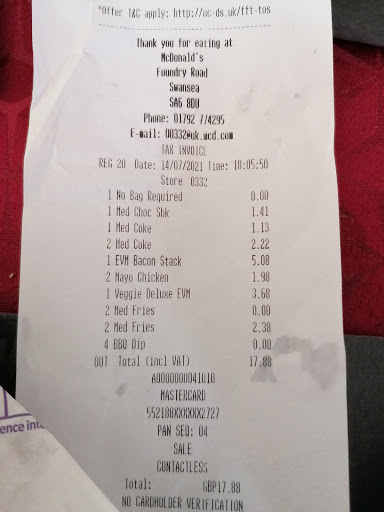 *Offer T&C apply: http://mc-ds.uk/fft-tos
Thank you for eating at
McDonald's
Foundry Road
Swansea
SA6 8DU
Phone: 01792 774295
E-mail: 00332@uk.mcd.com
TAX INVOICE
REG 20 Date: 14/07/2021 Time: 18:05:50
Store 0332
1 No Bag Required 0.00
1 Med Choc Shk 1.41
1 Med Coke 1.13
2 Med Coke 2.22
1 EVM Bacon Stack 5.08
2 Mayo Chicken 1.98
1 Veggie Deluxe EVM 3.68
2 Med Fries 0.00
2 Med Fries 2.38
4 BBQ Dip 0.00
OUT Total (incl VAT) 17.88
A0000000041010
MASTERCARD
552188XXXXXX2727
PAN SEQ: 04
SALE
CONTACTLESS
Total: GBP17.88
NO CARDHOLDER VERIFICATION
ence